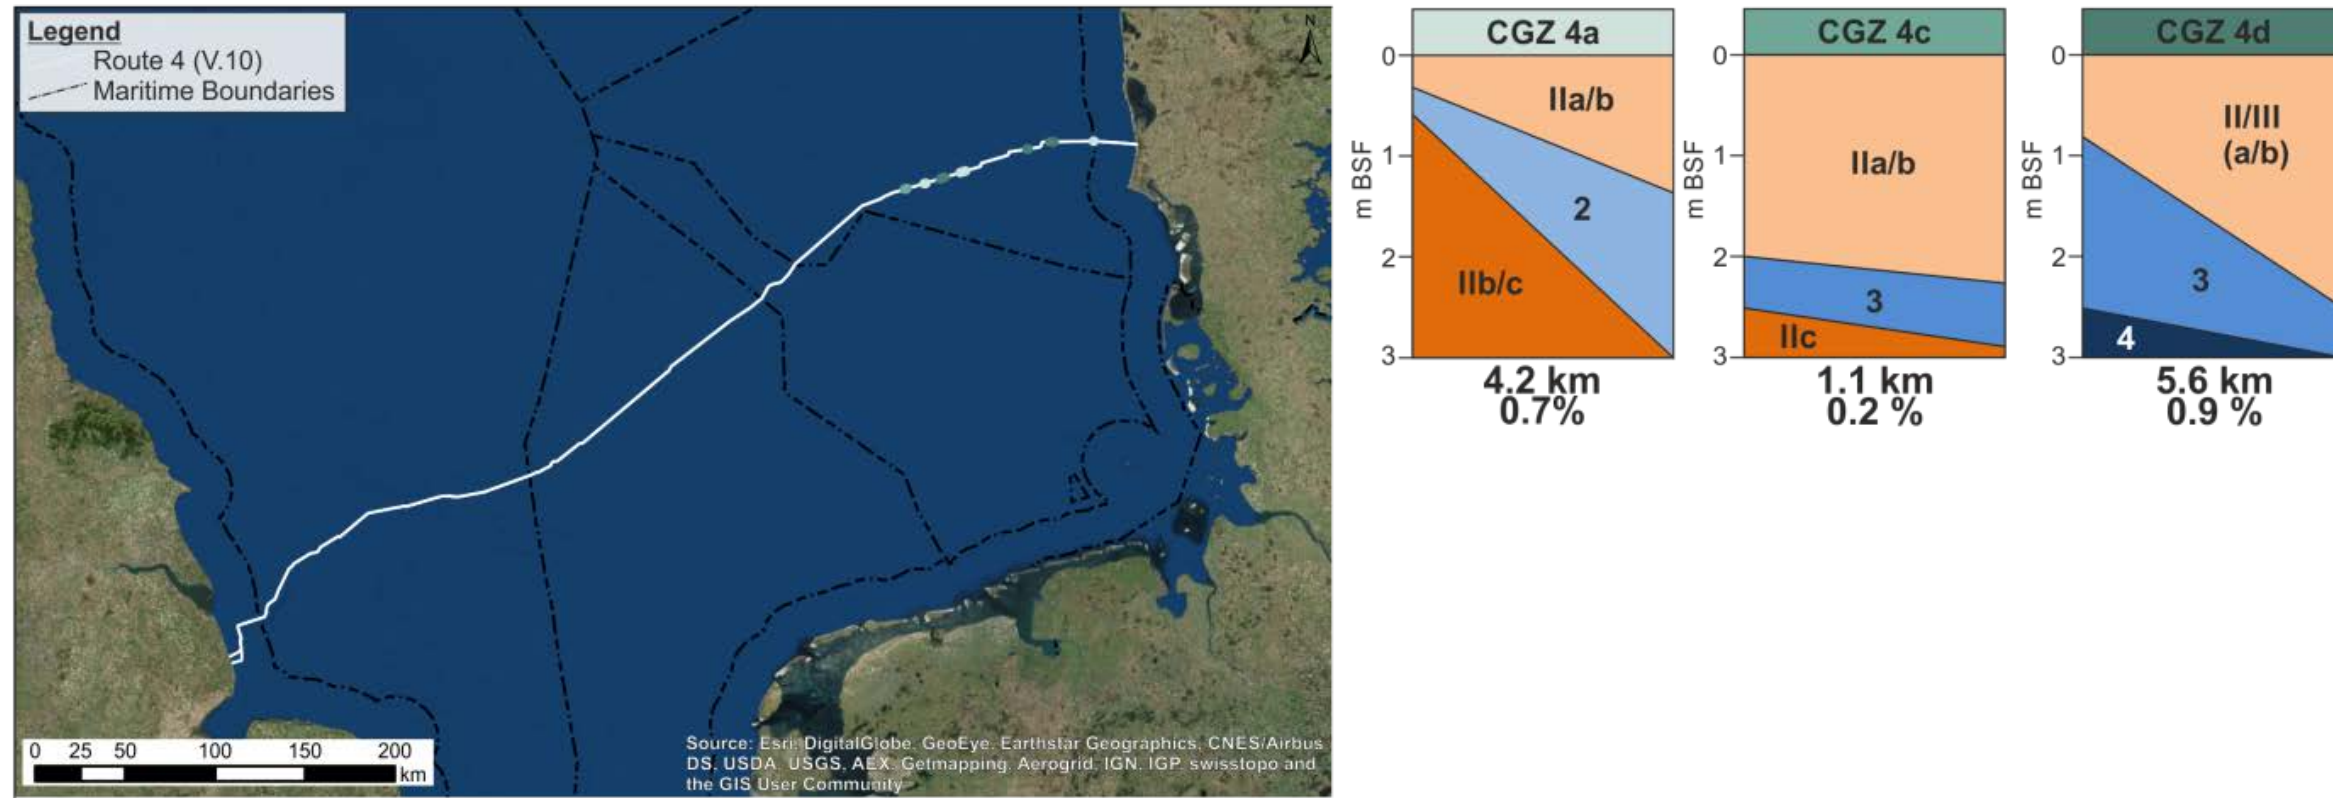 Legend
Route 4 (V.10)
Maritime Boundaries
N
0 25 50 100 150 200
km
Source: Esri, DigitalGlobe, GeoEye, Earthstar Geographics, CNES/Airbus
DS, USDA, USGS, AEX, Getmapping, Aerogrid, IGN, IGP, swisstopo and
the GIS User Community
CGZ 4a
0
1
2
3
m BSF
IIa/b
2
IIb/c
4.2 km
0.7%
CGZ 4c
0
1
2
3
m BSF
IIa/b
3
IIc
1.1 km
0.2 %
CGZ 4d
0
1
2
3
m BSF
II/III
(a/b)
3
4
5.6 km
0.9 %